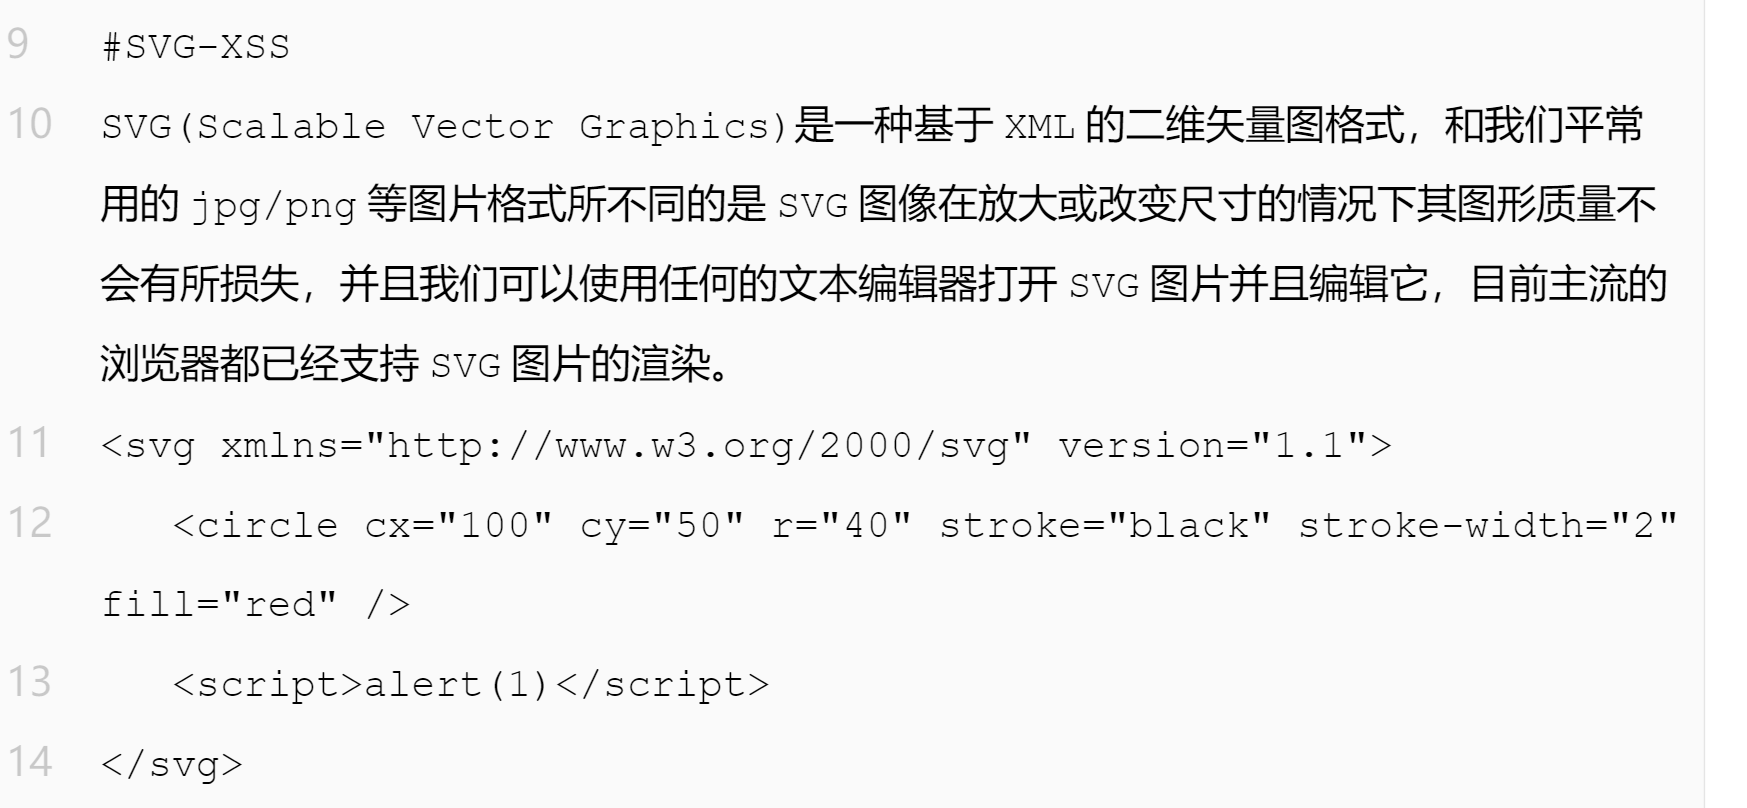 9 #SVG-XSS
10 SVG(Scalable Vector Graphics)是一种基于 XML 的二维矢量图格式，和我们平常
用的 jpg/png 等图片格式所不同的是 SVG 图像在放大或改变尺寸的情况下其图形质量不
会有所损失，并且我们可以使用任何的文本编辑器打开 SVG 图片并且编辑它，目前主流的
浏览器都已经支持 SVG 图片的渲染。
11 <svg xmlns="http://www.w3.org/2000/svg" version="1.1">
12    <circle cx="100" cy="50" r="40" stroke="black" stroke-width="2"
fill="red" />
13    <script>alert(1)</script>
14 </svg>